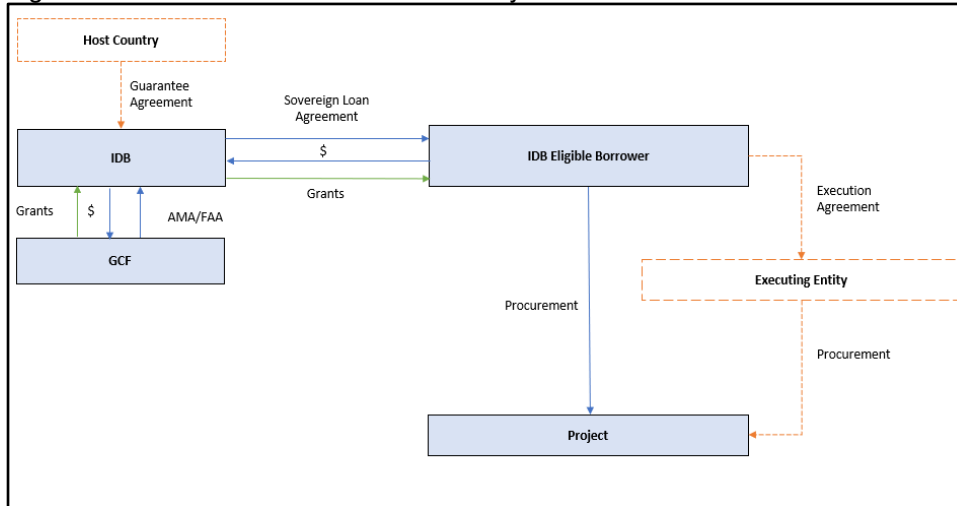 Host Country
Guarantee
Agreement
Sovereign Loan
Agreement
IDB
$
IDB Eligible Borrower
Grants
Execution
Agreement
Grants
$
AMA/FAA
GCF
Executing Entity
Procurement
Procurement
Project